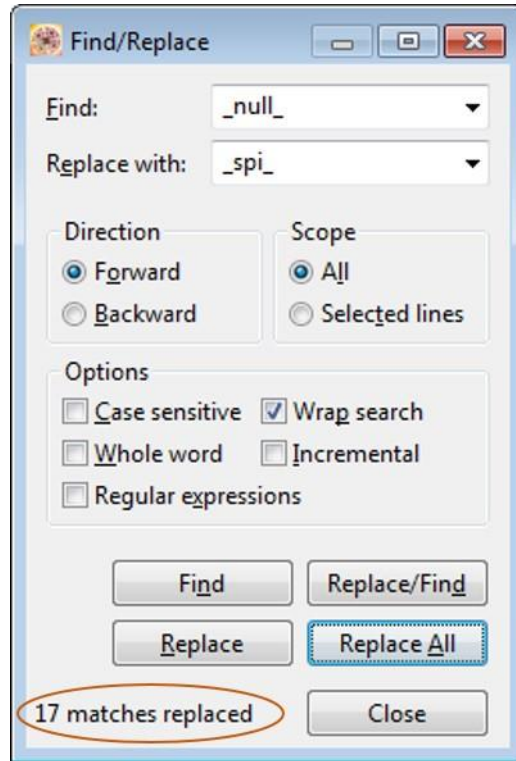 Find/Replace
Find: _null_
Replace with: _spi_
Direction
Scope
Forward
All
Backward
Selected lines
Options
Case sensitive
Wrap search
Whole word
Incremental
Regular expressions
Find
Replace/Find
Replace
Replace All
17 matches replaced
Close